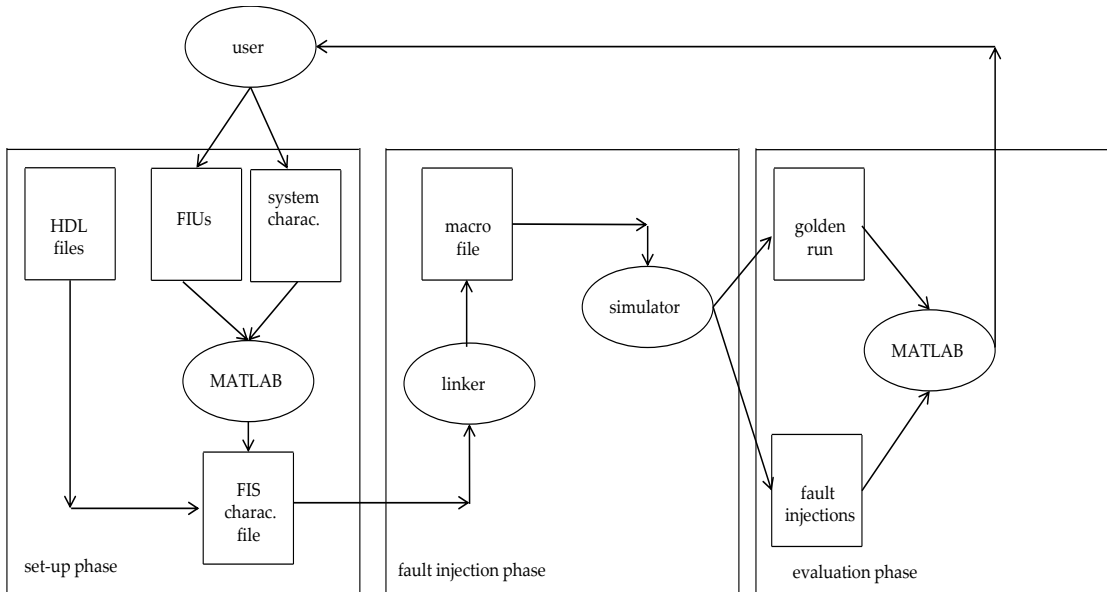 user
HDL
files
FIUs
system
charac.
MATLAB
FIS
charac.
file
set-up phase
macro
file
simulator
linker
fault injection phase
golden
run
MATLAB
fault
injections
evaluation phase